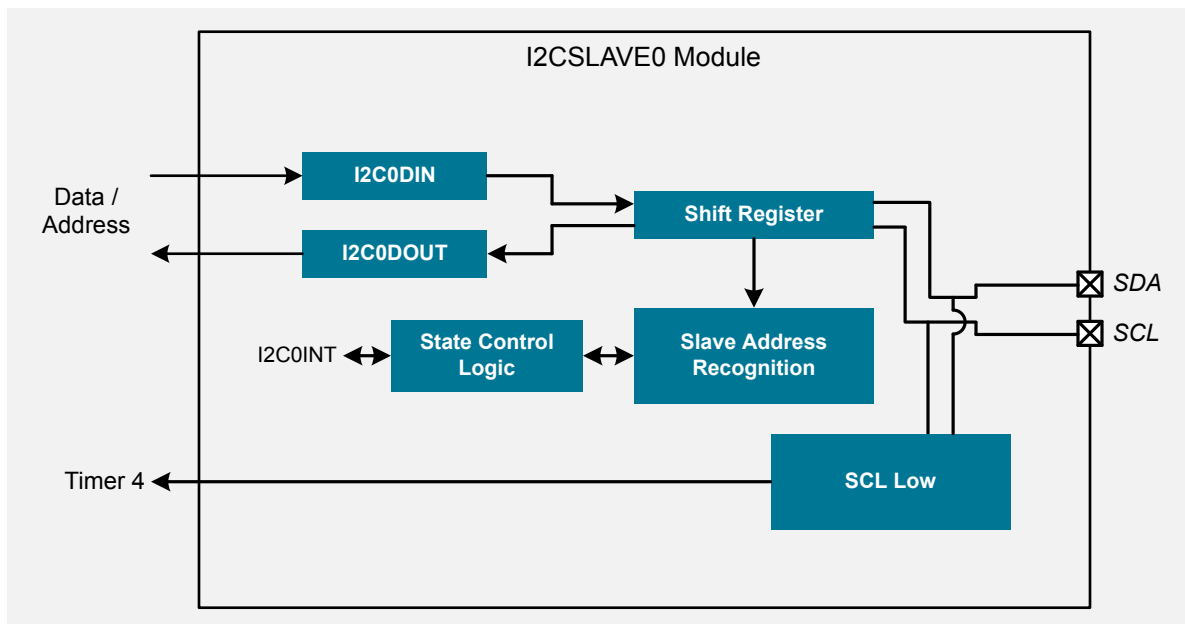 I2CSLAVE0 Module
I2C0DIN
Data /
Address
Shift Register
I2C0DOUT
SDA
SCL
I2C0INT
State Control
Logic
Slave Address
Recognition
Timer 4
SCL Low